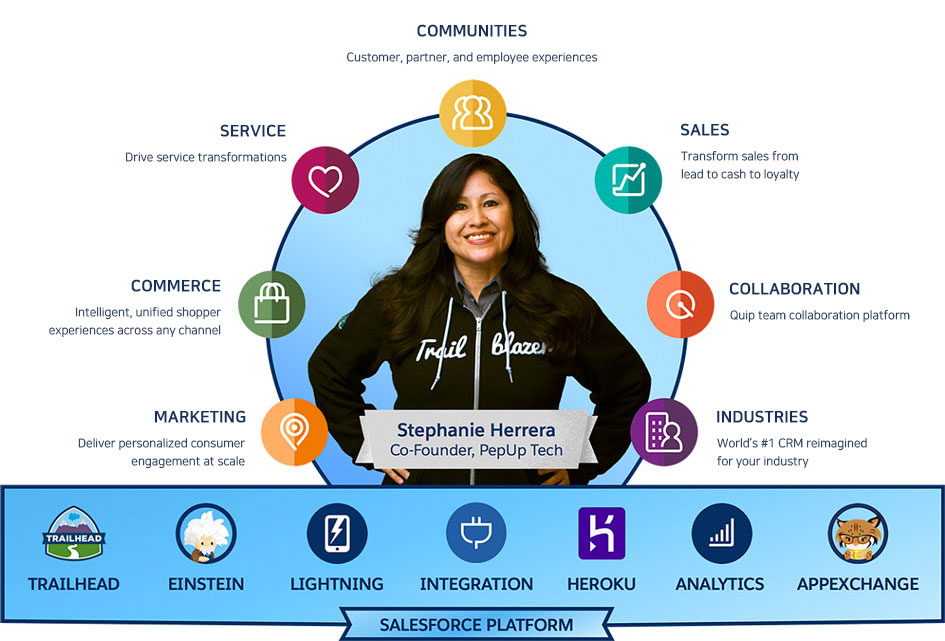 COMMUNITIES
Customer, partner, and employee experiences
SERVICE
Drive service transformations
SALES
Transform sales from
lead to cash to loyalty
COMMERCE
Intelligent, unified shopper
experiences across any channel
COLLABORATION
Quip team collaboration platform
Trail blazer
MARKETING
Deliver personalized consumer
engagement at scale
Stephanie Herrera
Co-Founder, PepUp Tech
INDUSTRIES
World's #1 CRM reimagined
for your industry
TRAILHEAD
TRAILHEAD
EINSTEIN
LIGHTNING
INTEGRATION
HEROKU
ANALYTICS
APPEXCHANGE
SALESFORCE PLATFORM